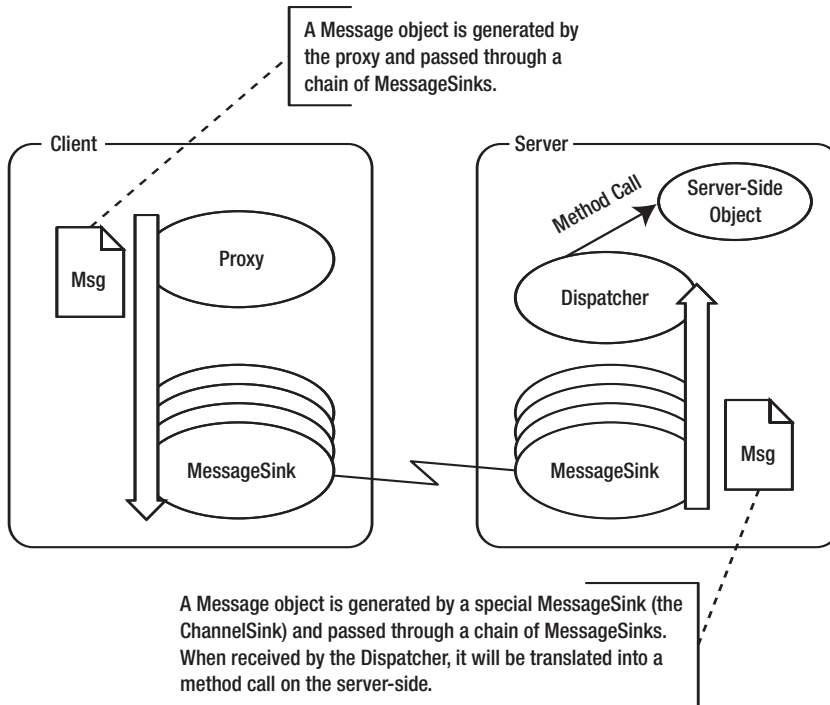 A Message object is generated by
the proxy and passed through a
chain of MessageSinks.
Client
Msg
Proxy
MessageSink
Server
Method Call
Server-Side
Object
Dispatcher
MessageSink
Msg
A Message object is generated by a special MessageSink (the
ChannelSink) and passed through a chain of MessageSinks.
When received by the Dispatcher, it will be translated into a
method call on the server-side.